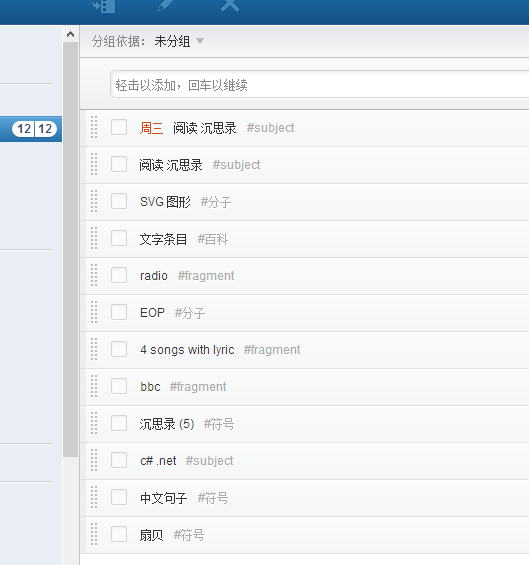 分组依据: 未分组
轻击以添加，回车以继续
12 12
周三 阅读 沉思录 #subject
阅读 沉思录 #subject
SVG 图形 #分子
文字条目 #百科
radio #fragment
EOP #分子
4 songs with lyric #fragment
bbc #fragment
沉思录 (5) #符号
c# .net #subject
中文句子 #符号
扇贝 #符号